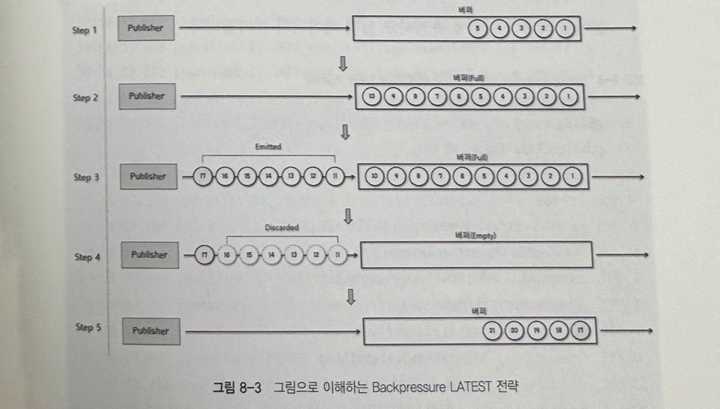 버퍼
Step 1 Publisher 5 4 3 2 1
버퍼(Full)
Step 2 Publisher 10 9 8 7 6 5 4 3 2 1
Emitted 버퍼(Full)
Step 3 Publisher 17 16 15 14 13 12 11 10 9 8 7 6 5 4 3 2 1
Discarded 버퍼(Empty)
Step 4 Publisher 17 16 15 14 13 12 11
버퍼
Step 5 Publisher 21 20 19 18 17
그림 8-3 그림으로 이해하는 Backpressure LATEST 전략